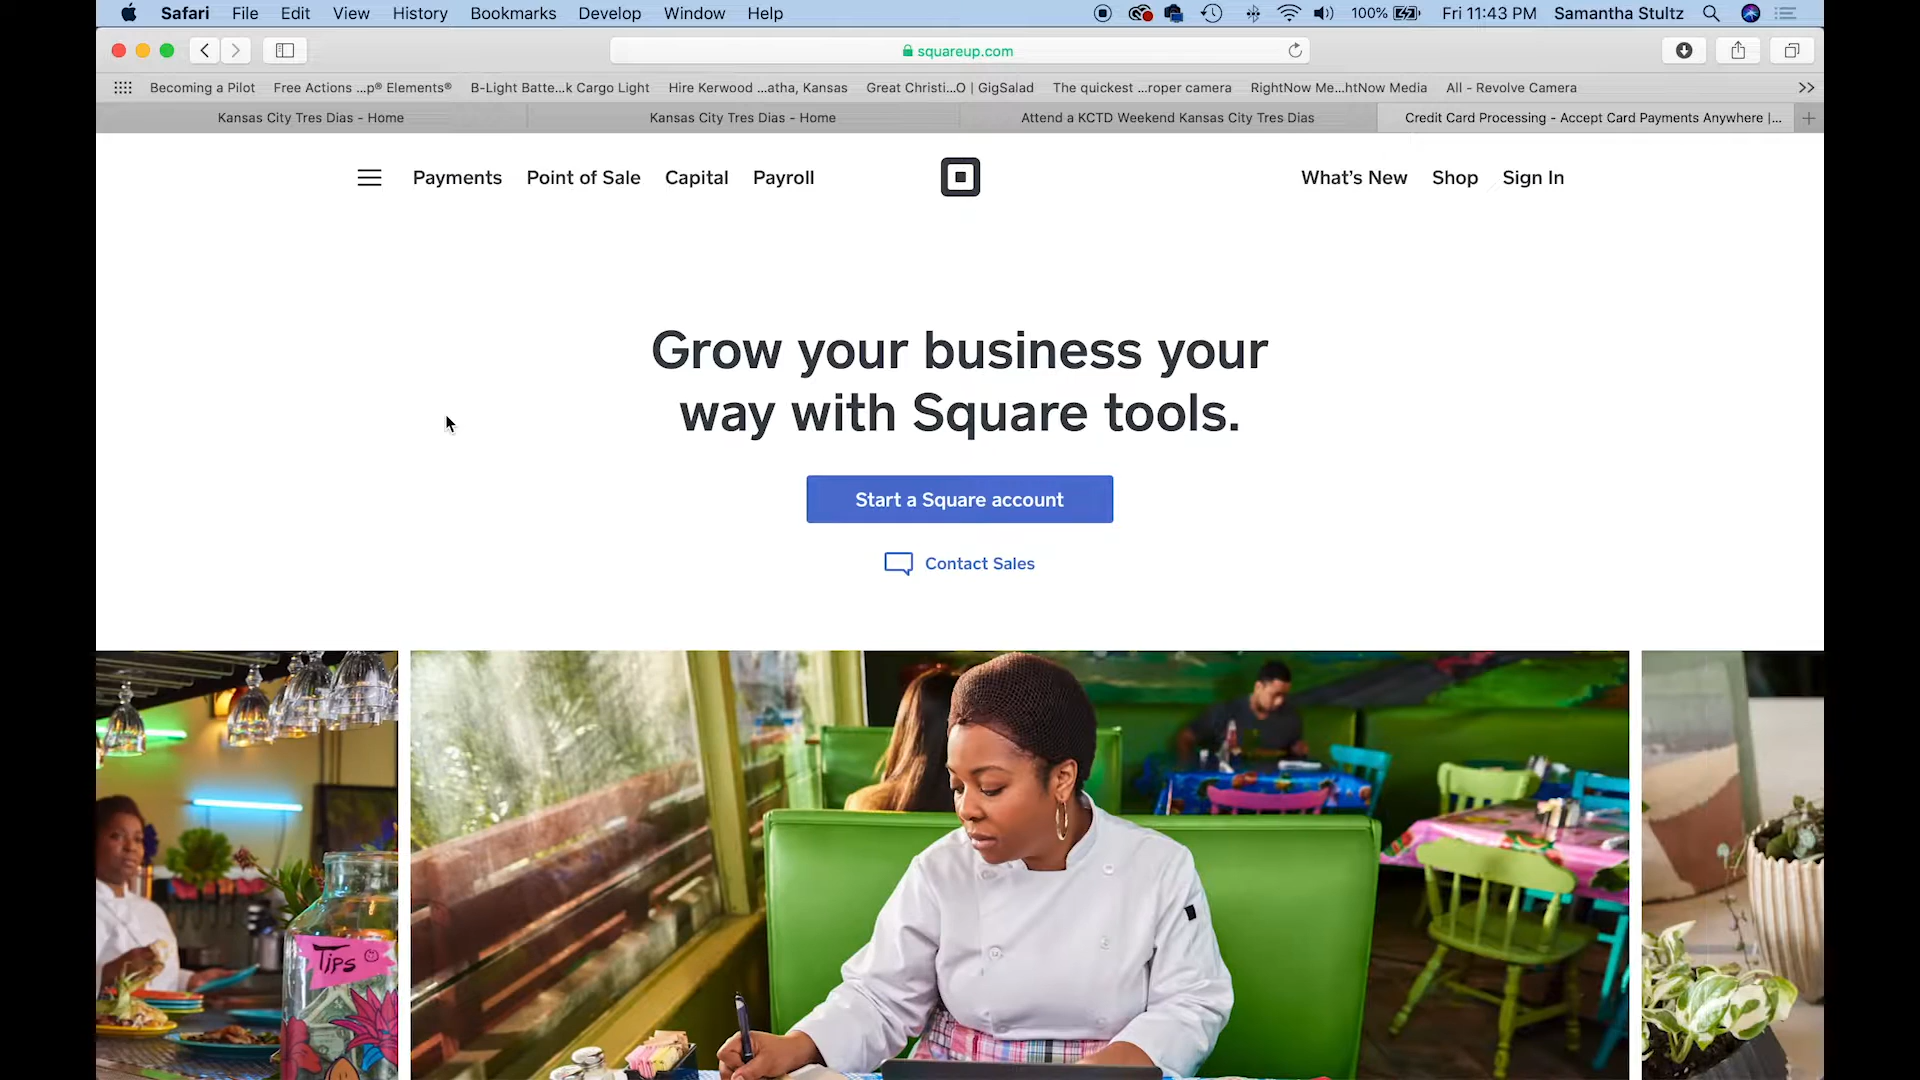 Safari File Edit View History Bookmarks Develop Window Help 100% Fri 11:43 PM Samantha Stultz
squareup.com
Becoming a Pilot Free Actions ...p® Elements® B-Light Batte...k Cargo Light Hire Kerwood ...atha, Kansas Great Christi...O | GigSalad The quickest ...roper camera RightNow Me...htNow Media All - Revolve Camera
Kansas City Tres Dias - Home Kansas City Tres Dias - Home Attend a KCTD Weekend Kansas City Tres Dias Credit Card Processing - Accept Card Payments Anywhere |...
Payments Point of Sale Capital Payroll What's New Shop Sign In
Grow your business your
way with Square tools.
Start a Square account
Contact Sales
Tips